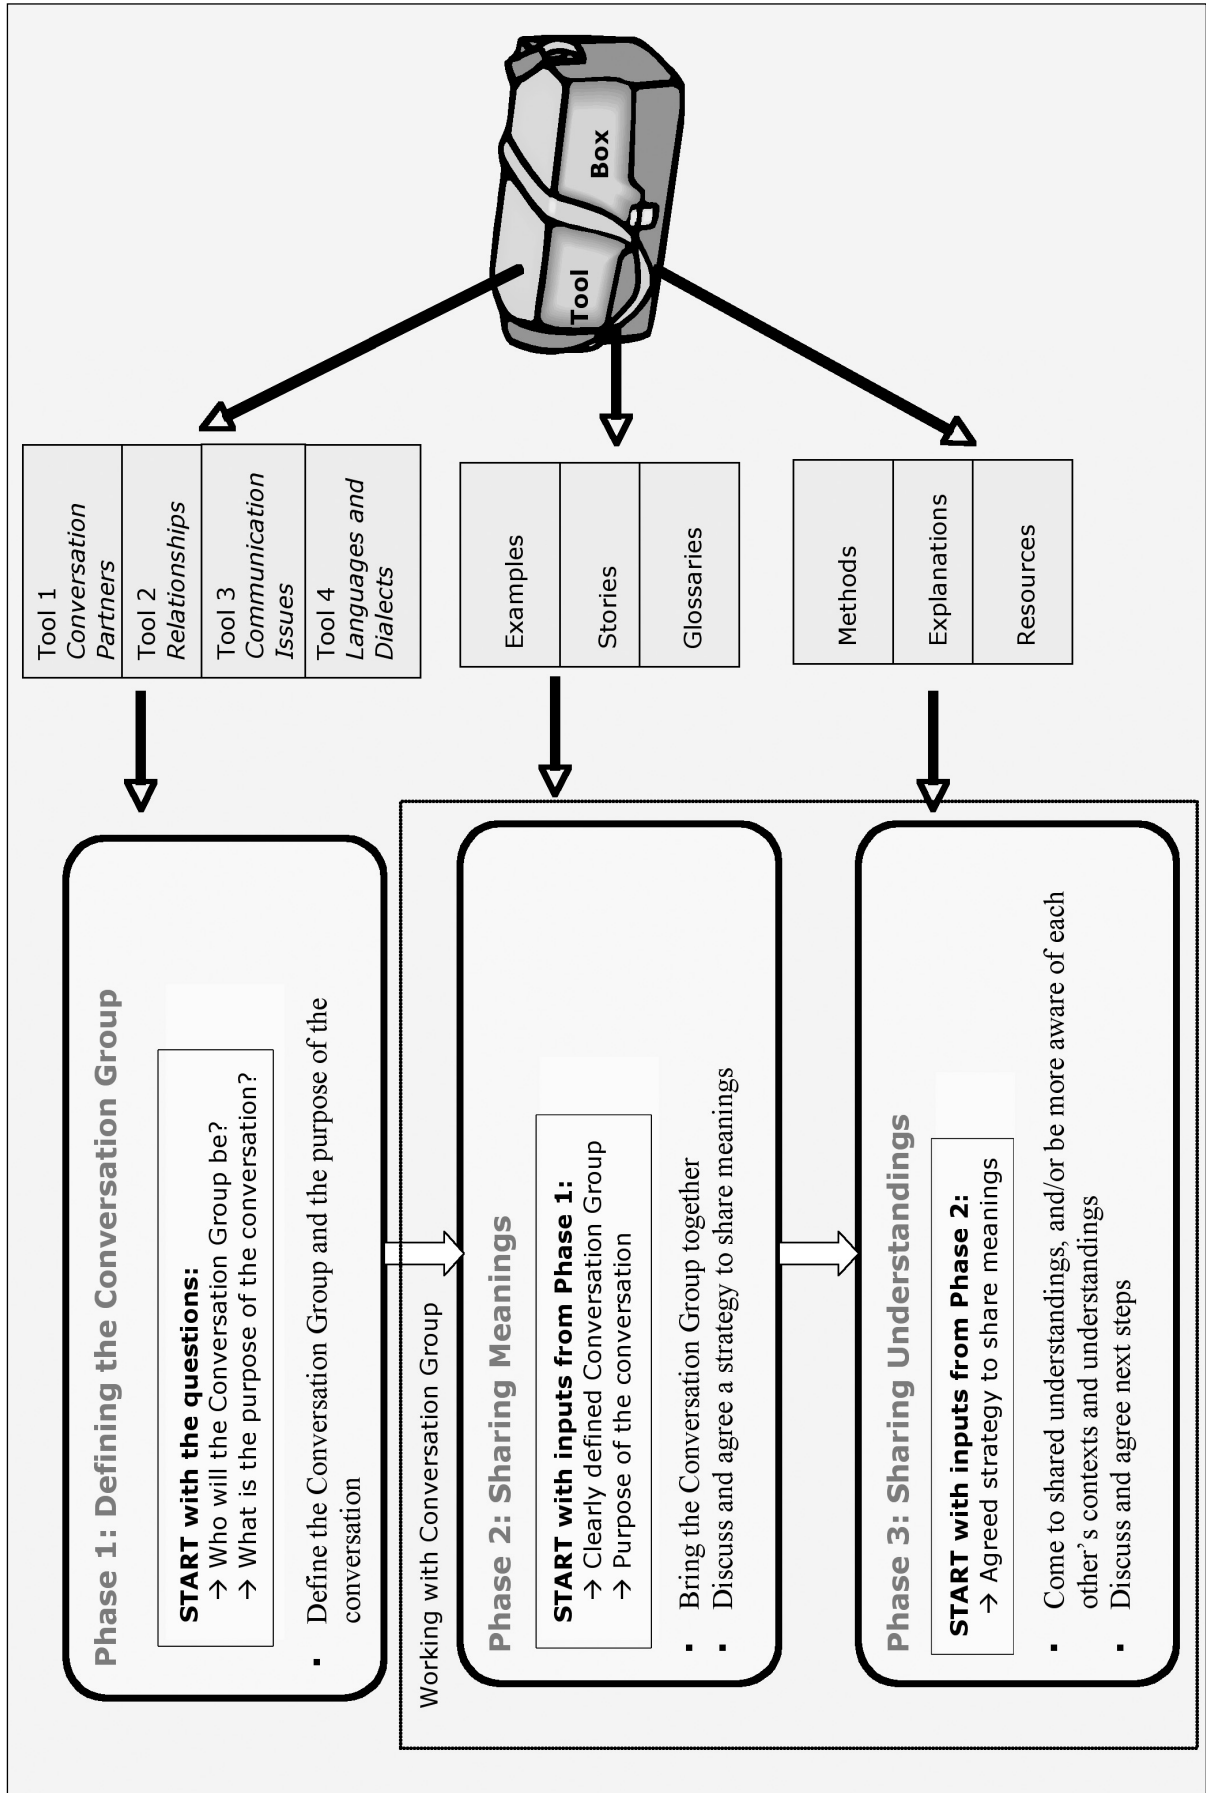 Phase 1: Defining the Conversation Group
START with the questions:
→ Who will the Conversation Group be?
→ What is the purpose of the conversation?
▪ Define the Conversation Group and the purpose of the
conversation
Tool 1
Conversation
Partners
Tool 2
Relationships
Tool 3
Communication
Issues
Tool 4
Languages and
Dialects
Working with Conversation Group
Phase 2: Sharing Meanings
START with inputs from Phase 1:
→ Clearly defined Conversation Group
→ Purpose of the conversation
▪ Bring the Conversation Group together
▪ Discuss and agree a strategy to share meanings
Examples
Stories
Glossaries
Tool Box
Phase 3: Sharing Understandings
START with inputs from Phase 2:
→ Agreed strategy to share meanings
▪ Come to shared understandings, and/or be more aware of each
other's contexts and understandings
▪ Discuss and agree next steps
Methods
Explanations
Resources